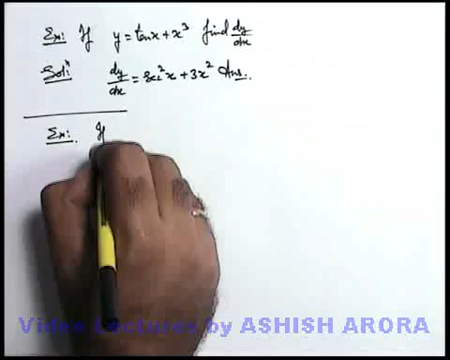 Ex: If y = tanx + x³ find dy/dx
Solⁿ: dy/dx = sec²x + 3x² Ans.
Ex: If
Video Lectures by ASHISH ARORA